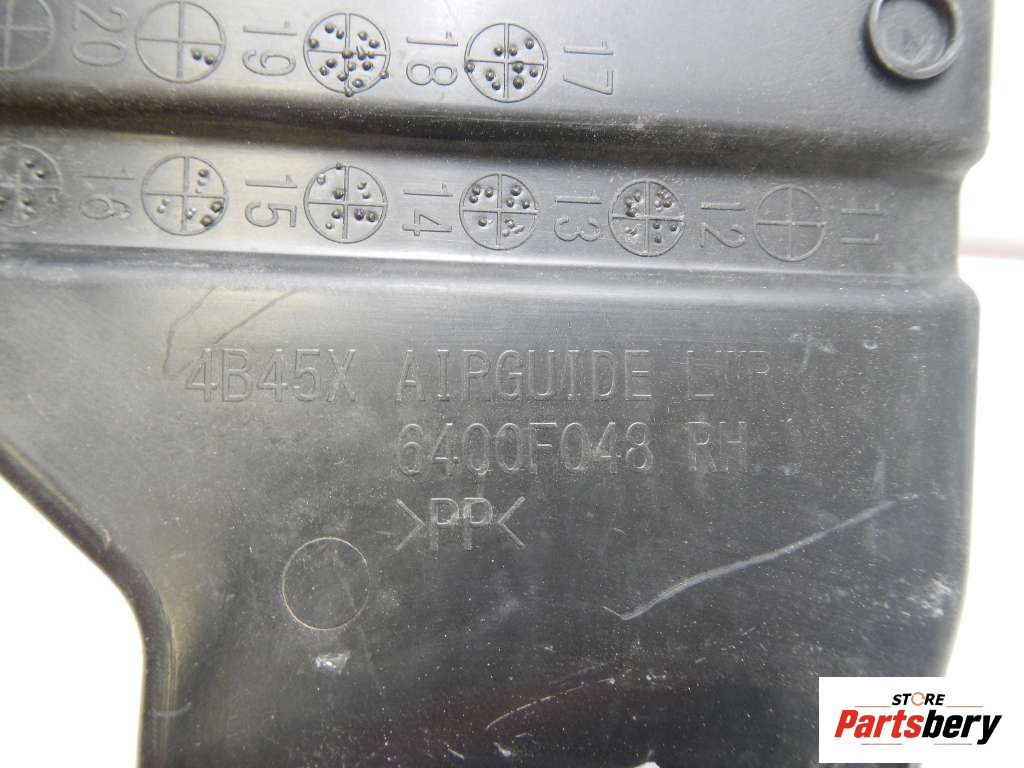 20 19 18 17
16 15 14 13 12 11
4B45X AIRGUIDE LWR
6400F048 RH
>PP<
STORE
Partsbery